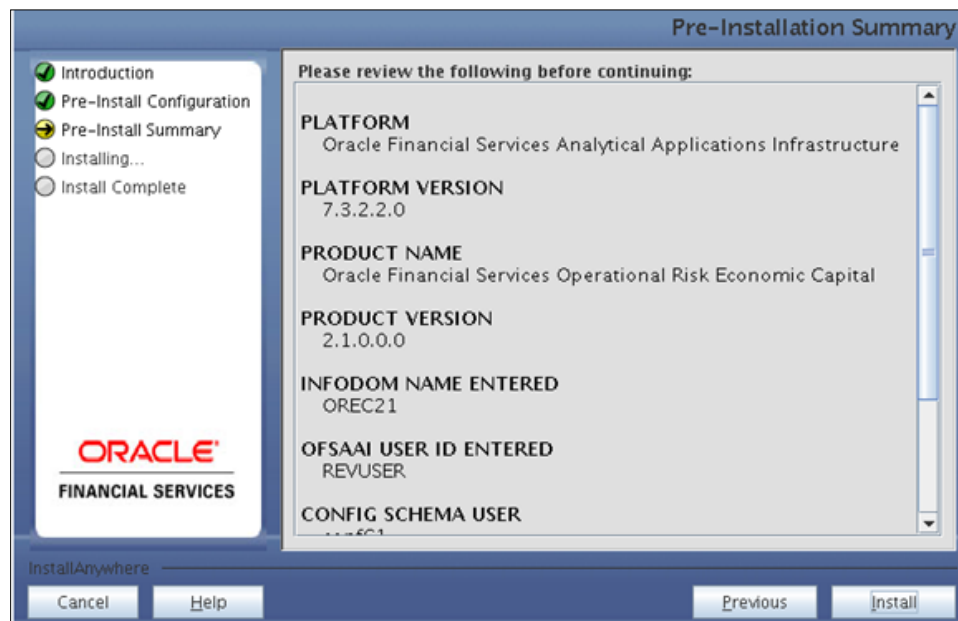 Pre-Installation Summary
Introduction
Pre-Install Configuration
Pre-Install Summary
Installing...
Install Complete
ORACLE
FINANCIAL SERVICES
Please review the following before continuing:
PLATFORM
Oracle Financial Services Analytical Applications Infrastructure
PLATFORM VERSION
7.3.2.2.0
PRODUCT NAME
Oracle Financial Services Operational Risk Economic Capital
PRODUCT VERSION
2.1.0.0.0
INFODOM NAME ENTERED
OREC21
OFSAAI USER ID ENTERED
REVUSER
CONFIG SCHEMA USER
InstallAnywhere
Cancel
Help
Previous
Install